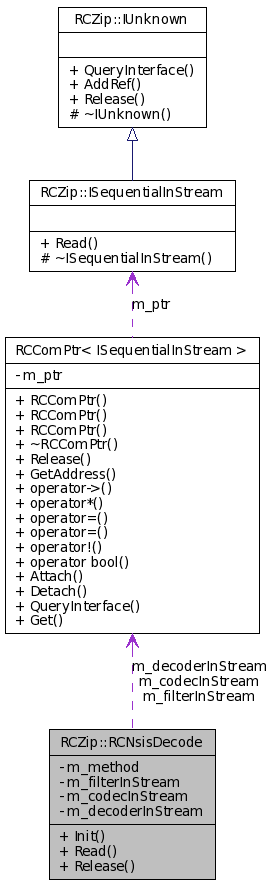 RCZip::IUnknown
+ QueryInterface()
+ AddRef()
+ Release()
# ~IUnknown()
RCZip::ISequentialInStream
+ Read()
# ~ISequentialInStream()
m_ptr
RCComPtr< ISequentialInStream >
- m_ptr
+ RCComPtr()
+ RCComPtr()
+ RCComPtr()
+ ~RCComPtr()
+ Release()
+ GetAddress()
+ operator->()
+ operator*()
+ operator=()
+ operator=()
+ operator!()
+ operator bool()
+ Attach()
+ Detach()
+ QueryInterface()
+ Get()
m_decoderInStream
m_codecInStream
m_filterInStream
RCZip::RCNsisDecode
- m_method
- m_filterInStream
- m_codecInStream
- m_decoderInStream
+ Init()
+ Read()
+ Release()